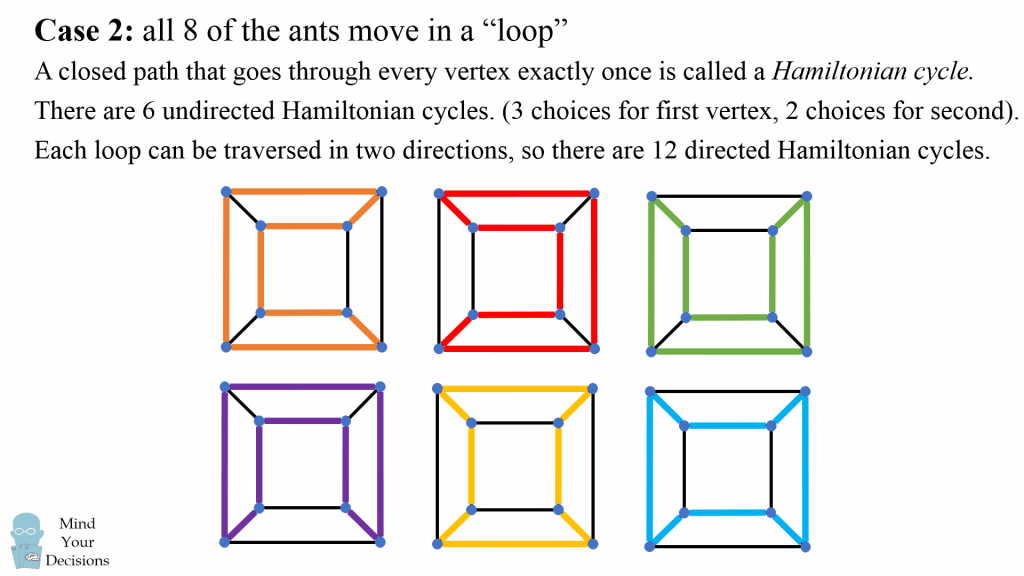 Case 2: all 8 of the ants move in a “loop”
A closed path that goes through every vertex exactly once is called a Hamiltonian cycle.
There are 6 undirected Hamiltonian cycles. (3 choices for first vertex, 2 choices for second).
Each loop can be traversed in two directions, so there are 12 directed Hamiltonian cycles.
Mind
Your
Decisions